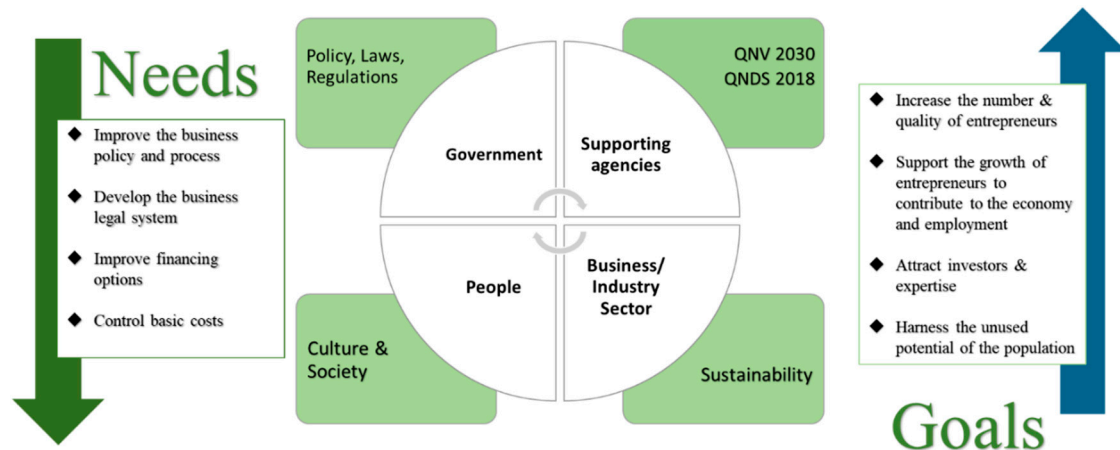 Needs
◆ Improve the business
policy and process
◆ Develop the business
legal system
◆ Improve financing
options
◆ Control basic costs
Policy, Laws,
Regulations
QNV 2030
QNDS 2018
Government
Supporting
agencies
People
Business/
Industry
Sector
Culture &
Society
Sustainability
◆ Increase the number &
quality of entrepreneurs
◆ Support the growth of
entrepreneurs to
contribute to the economy
and employment
◆ Attract investors &
expertise
◆ Harness the unused
potential of the population
Goals